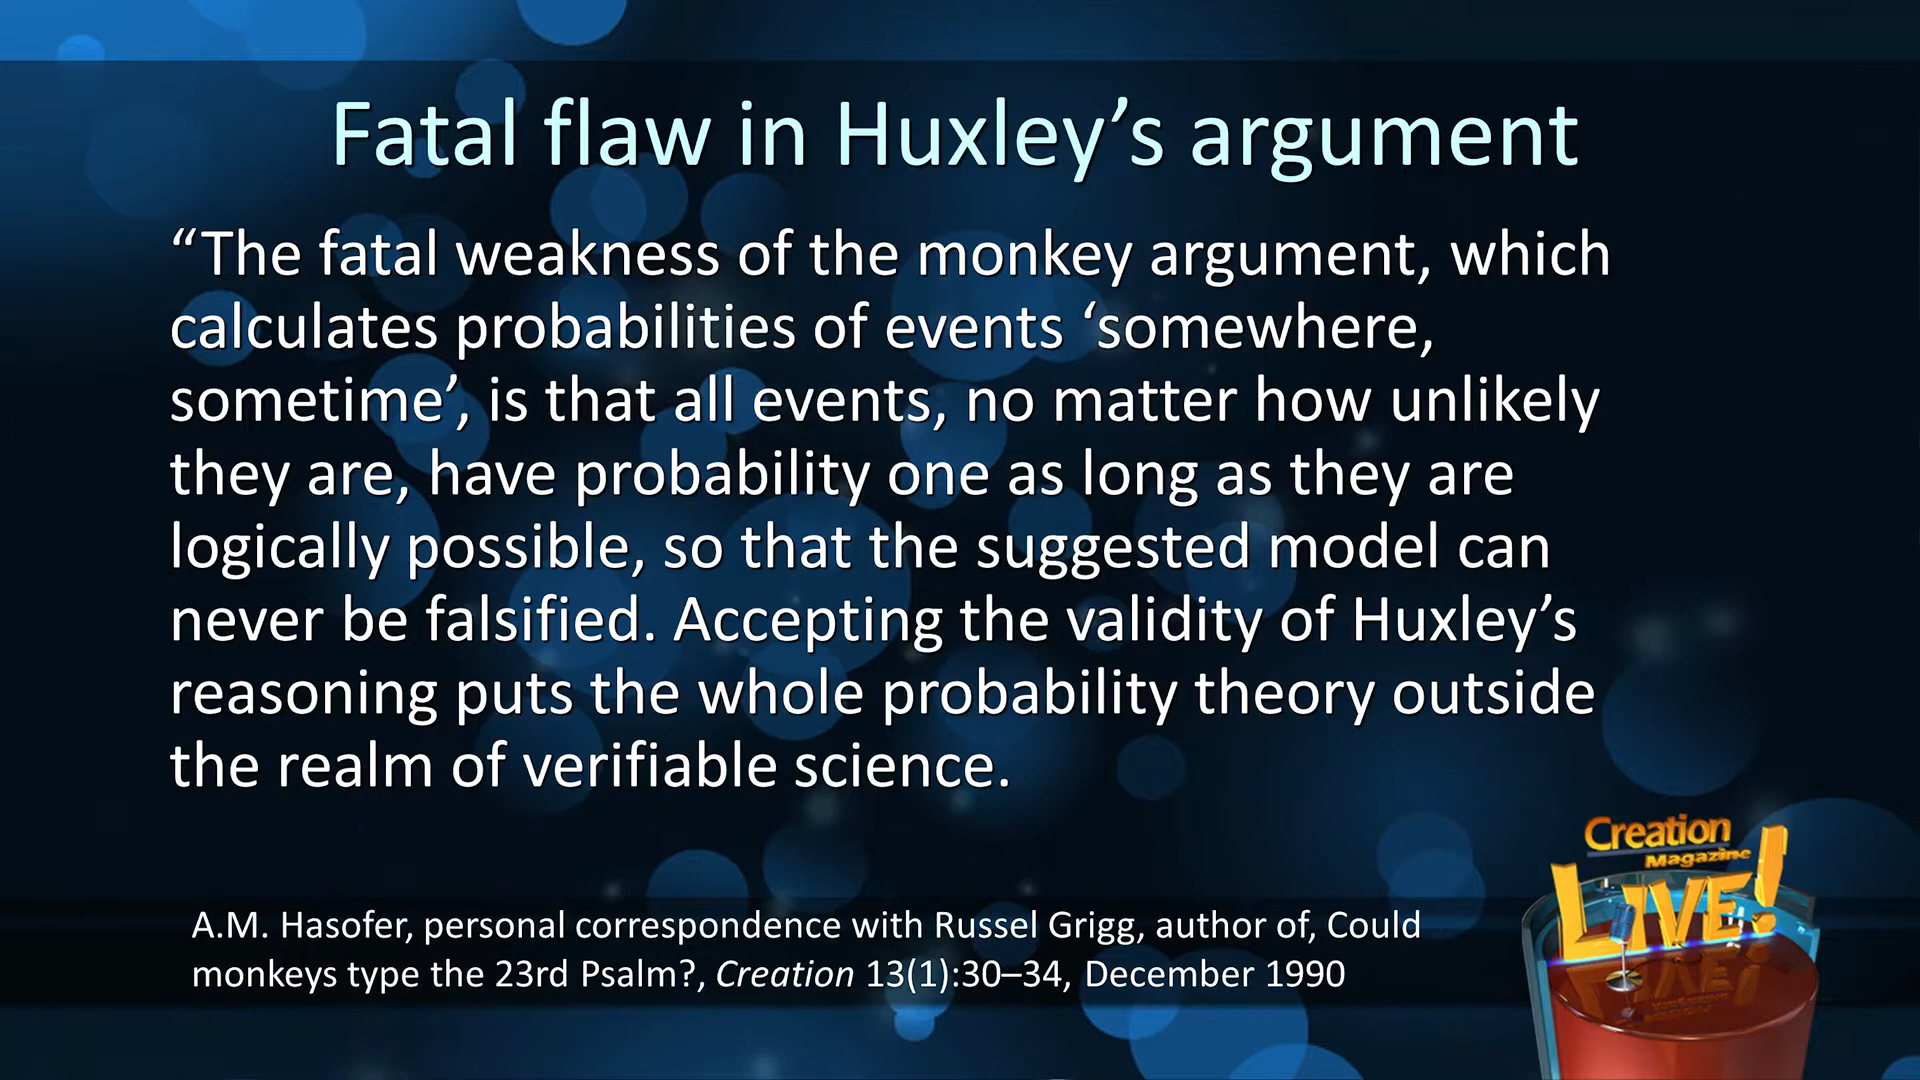 Fatal flaw in Huxley’s argument
“The fatal weakness of the monkey argument, which
calculates probabilities of events ‘somewhere,
sometime’, is that all events, no matter how unlikely
they are, have probability one as long as they are
logically possible, so that the suggested model can
never be falsified. Accepting the validity of Huxley’s
reasoning puts the whole probability theory outside
the realm of verifiable science.
A.M. Hasofer, personal correspondence with Russel Grigg, author of, Could
monkeys type the 23rd Psalm?, Creation 13(1):30–34, December 1990
Creation
Magazine
LIVE!